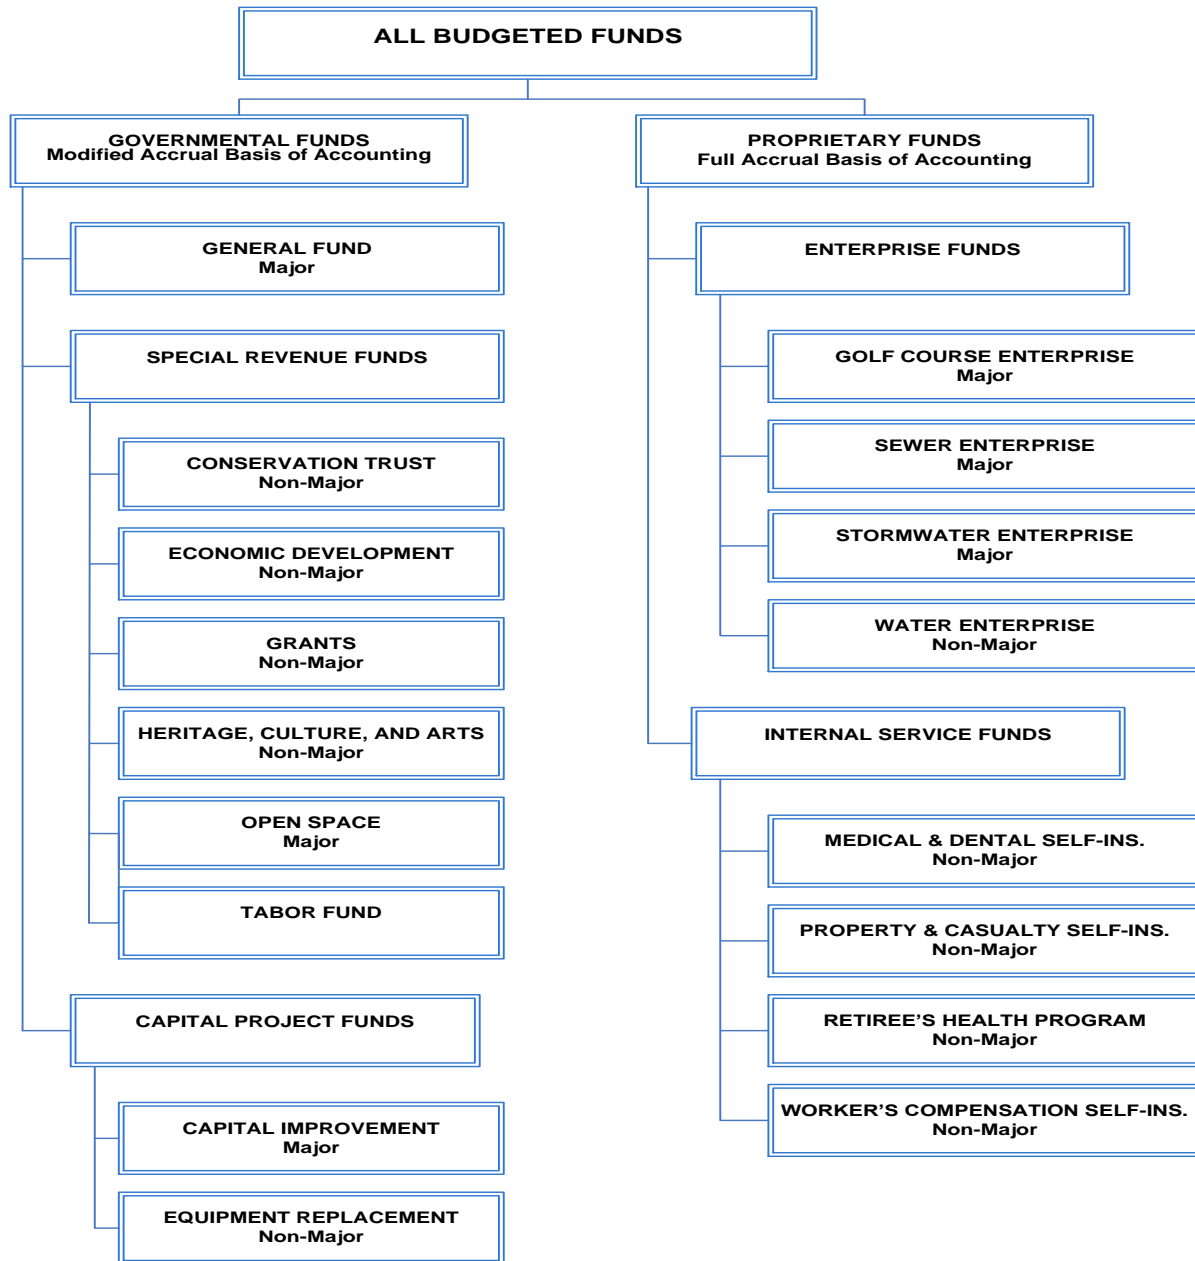 ALL BUDGETED FUNDS
GOVERNMENTAL FUNDS
Modified Accrual Basis of Accounting
GENERAL FUND
Major
SPECIAL REVENUE FUNDS
CONSERVATION TRUST
Non-Major
ECONOMIC DEVELOPMENT
Non-Major
GRANTS
Non-Major
HERITAGE, CULTURE, AND ARTS
Non-Major
OPEN SPACE
Major
TABOR FUND
CAPITAL PROJECT FUNDS
CAPITAL IMPROVEMENT
Major
EQUIPMENT REPLACEMENT
Non-Major
PROPRIETARY FUNDS
Full Accrual Basis of Accounting
ENTERPRISE FUNDS
GOLF COURSE ENTERPRISE
Major
SEWER ENTERPRISE
Major
STORMWATER ENTERPRISE
Major
WATER ENTERPRISE
Non-Major
INTERNAL SERVICE FUNDS
MEDICAL & DENTAL SELF-INS.
Non-Major
PROPERTY & CASUALTY SELF-INS.
Non-Major
RETIREE’S HEALTH PROGRAM
Non-Major
WORKER’S COMPENSATION SELF-INS.
Non-Major